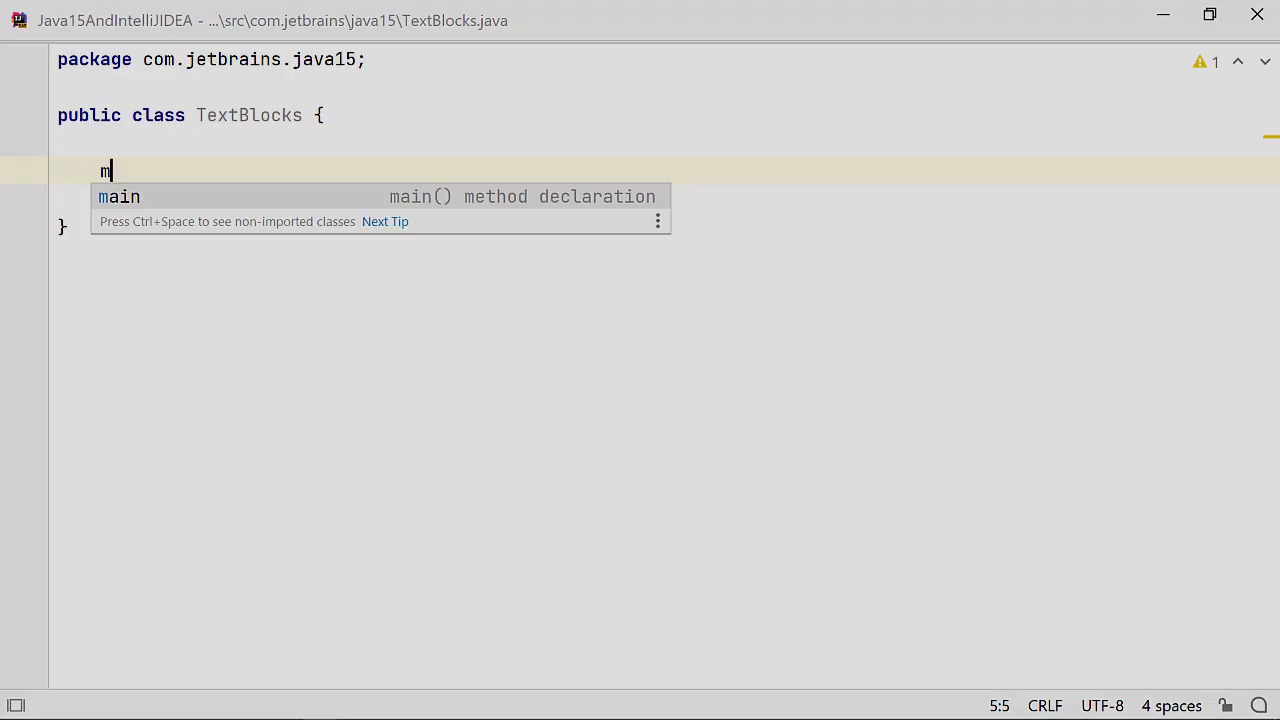 Java15AndIntelliJIDEA - ...\src\com.jetbrains\java15\TextBlocks.java
package com.jetbrains.java15;
1
public class TextBlocks {
m
main main() method declaration
Press Ctrl+Space to see non-imported classes Next Tip
}
5:5 CRLF UTF-8 4 spaces